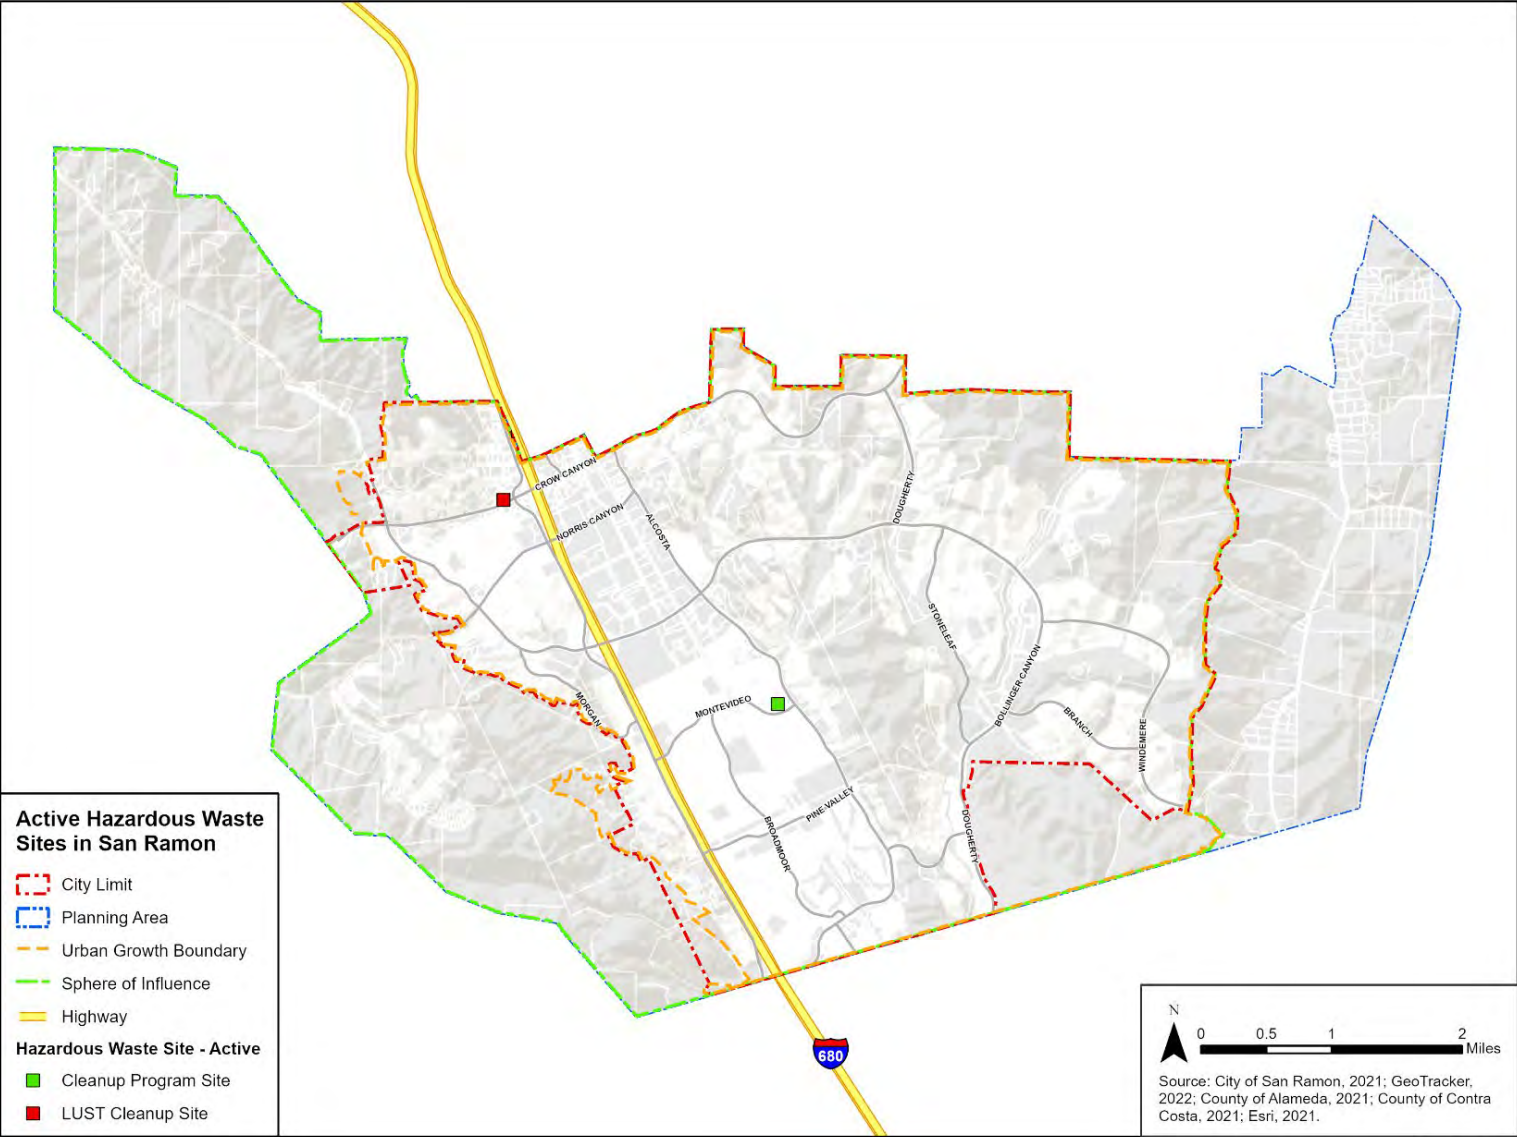 CROW CANYON
NORRIS CANYON
ALCOSTA
DOUGHERTY
STONELEAF
BOLLINGER CANYON
MORGAN
MONTEVIDEO
BRANCH
WINDEMERE
PINE VALLEY
BROADMOOR
DOUGHERTY
680
Active Hazardous Waste
Sites in San Ramon
City Limit
Planning Area
Urban Growth Boundary
Sphere of Influence
Highway
Hazardous Waste Site - Active
Cleanup Program Site
LUST Cleanup Site
N
0 0.5 1 2
Miles
Source: City of San Ramon, 2021; GeoTracker,
2022; County of Alameda, 2021; County of Contra
Costa, 2021; Esri, 2021.